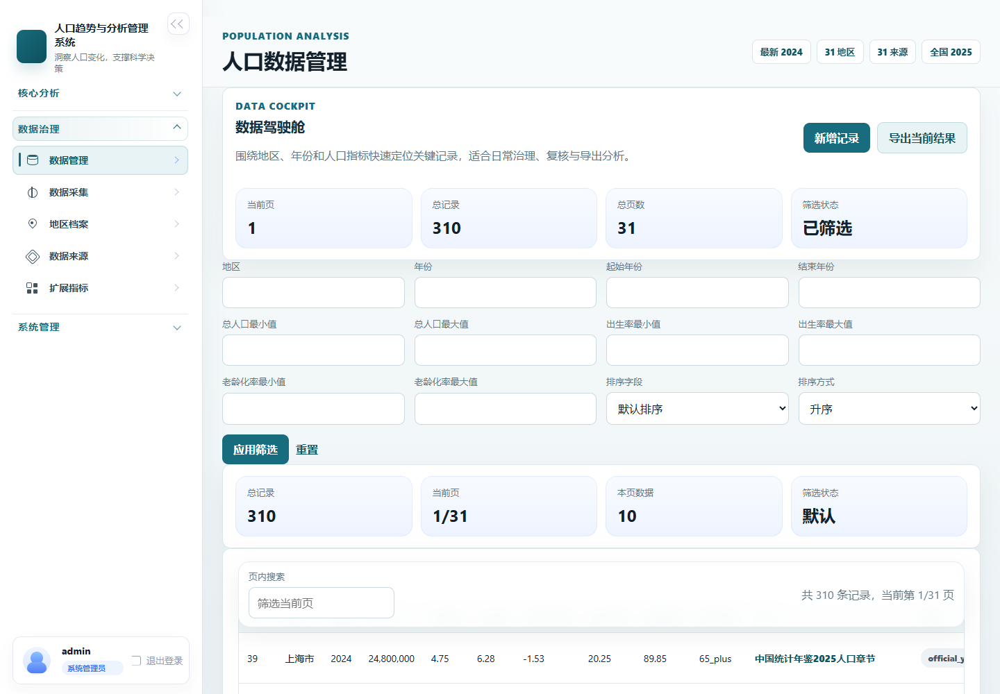 人口趋势与分析管理
系统
洞察人口变化，支撑科学决
策
核心分析
数据治理
数据管理
数据采集
地区档案
数据来源
扩展指标
系统管理
admin
系统管理员
退出登录
POPULATION ANALYSIS
人口数据管理
最新 2024
31 地区
31 来源
全国 2025
DATA COCKPIT
数据驾驶舱
围绕地区、年份和人口指标快速定位关键记录，适合日常治理、复核与导出分析。
新增记录
导出当前结果
当前页
1
总记录
310
总页数
31
筛选状态
已筛选
地区
年份
起始年份
结束年份
总人口最小值
总人口最大值
出生率最小值
出生率最大值
老龄化率最小值
老龄化率最大值
排序字段
排序方式
默认排序
升序
应用筛选
重置
总记录
310
当前页
1/31
本页数据
10
筛选状态
默认
页内搜索
筛选当前页
共 310 条记录，当前第 1/31 页
39 上海市 2024 24,800,000 4.75 6.28 -1.53 20.25 89.85 65_plus 中国统计年鉴2025人口章节 official_y